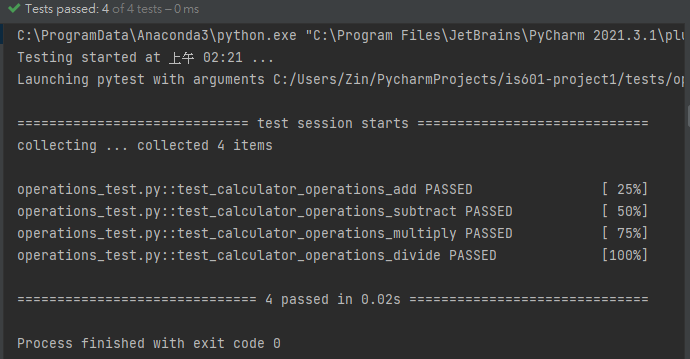 Tests passed: 4 of 4 tests – 0 ms
C:\ProgramData\Anaconda3\python.exe "C:\Program Files\JetBrains\PyCharm 2021.3.1\plu
Testing started at 上午 02:21 ...
Launching pytest with arguments C:/Users/Zin/PycharmProjects/is601-project1/tests/op
============================= test session starts =============================
collecting ... collected 4 items
operations_test.py::test_calculator_operations_add PASSED                [ 25%]
operations_test.py::test_calculator_operations_subtract PASSED           [ 50%]
operations_test.py::test_calculator_operations_multiply PASSED           [ 75%]
operations_test.py::test_calculator_operations_divide PASSED             [100%]
============================== 4 passed in 0.02s ==============================
Process finished with exit code 0